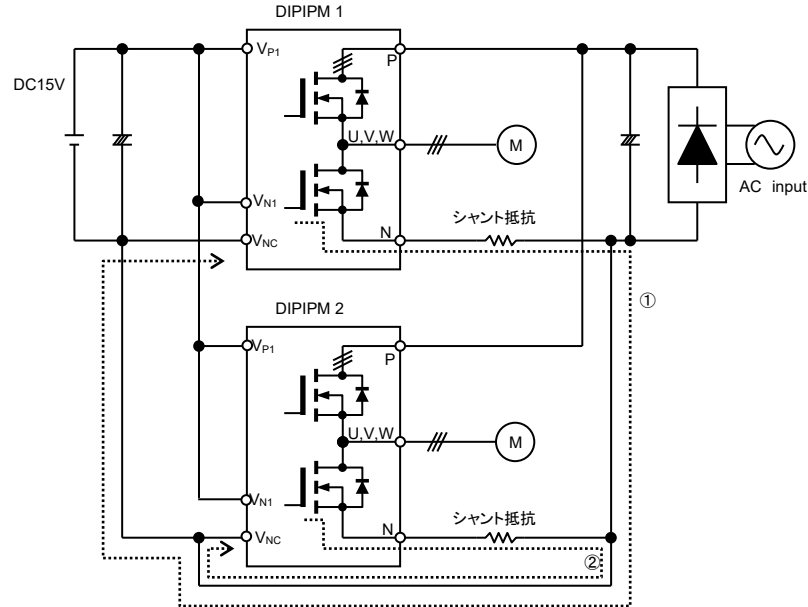 DIPIPM 1
VP1
P
DC15V
U,V,W
M
AC input
VN1
シャント抵抗
VNC
N
①
DIPIPM 2
VP1
P
U,V,W
M
VN1
シャント抵抗
VNC
N
②